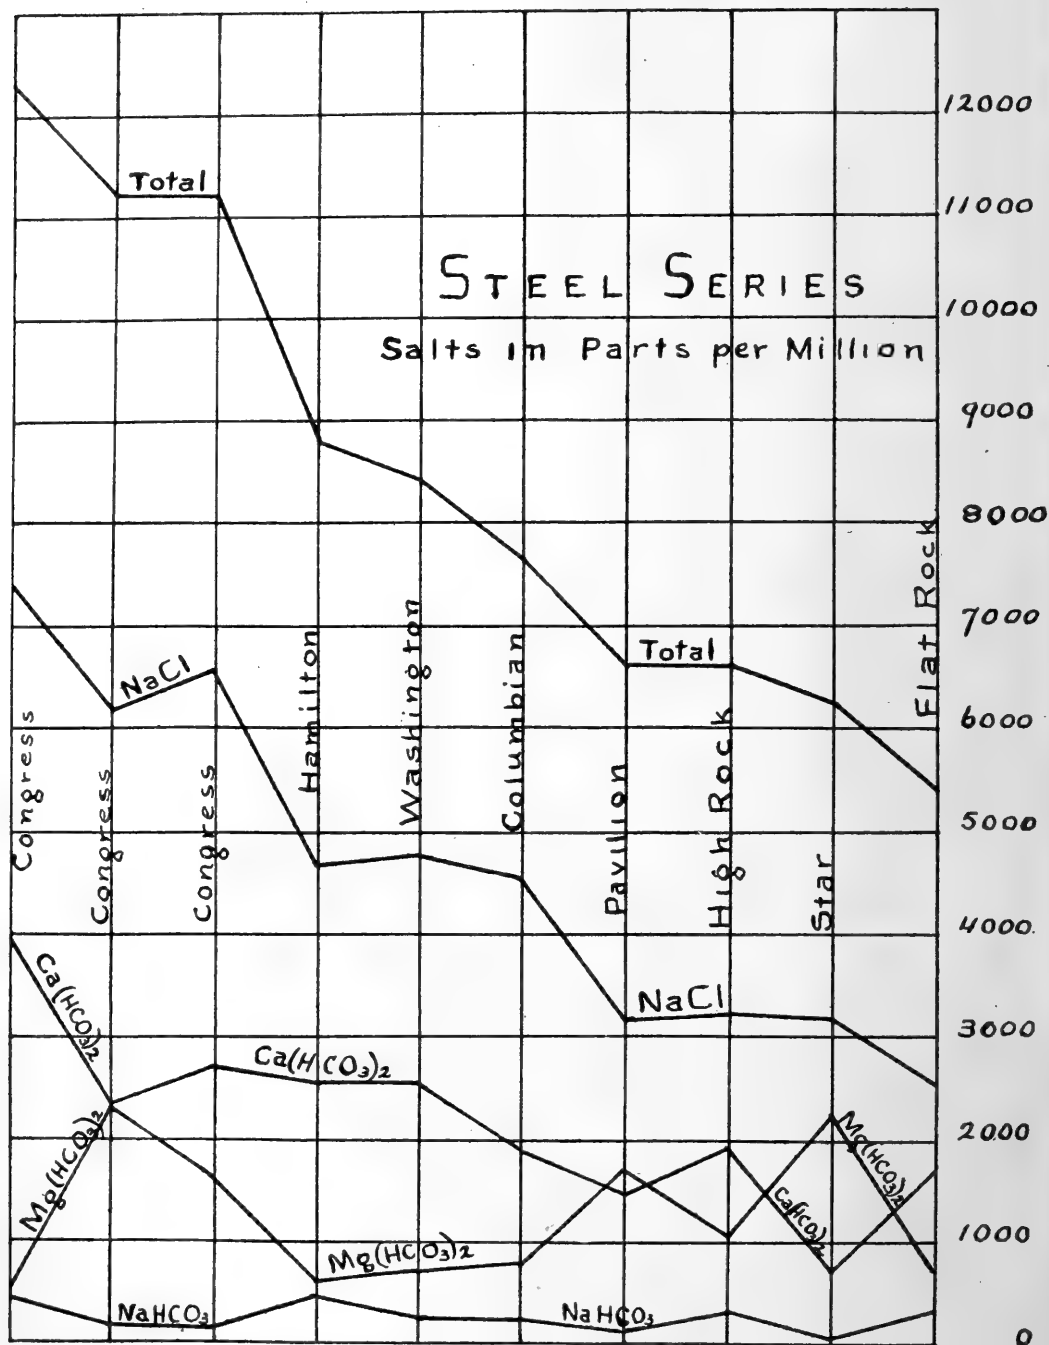 12000
Total
11000
STEEL SERIES
10000
Salts in Parts per Million
9000
8000
Flat Rock
7000
Total
NaCl
Hamilton
Washington
Columbian
6000
Congress
Congress
Congress
Pavilion
High Rock
Star
5000
4000
Ca(HCO3)2
NaCl
3000
Ca(HCO3)2
Mg(HCO3)2
2000
Mg(HCO3)2
Ca(HCO3)2
Mg(HCO3)2
1000
NaHCO3
NaHCO3
0